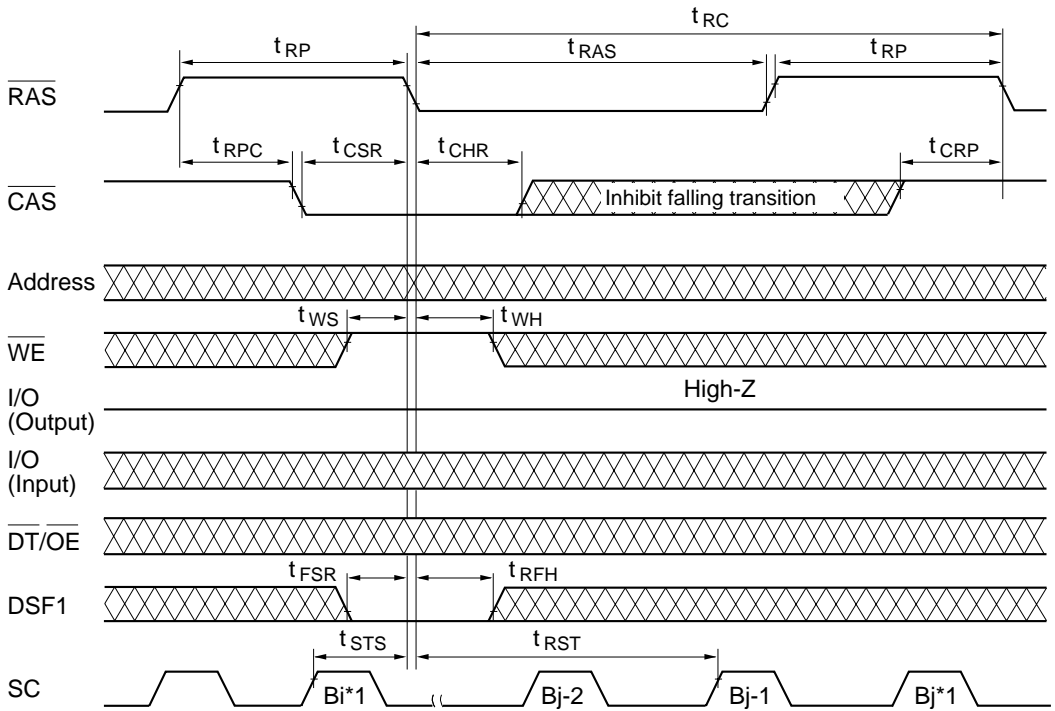 t RC
t RP t RAS t RP
RAS
t RPC t CSR t CHR t CRP
CAS Inhibit falling transition
Address
t WS t WH
WE
High-Z
I/O
(Output)
I/O
(Input)
DT/OE
t FSR t RFH
DSF1
t STS t RST
SC Bi*1 Bj-2 Bj-1 Bj*1